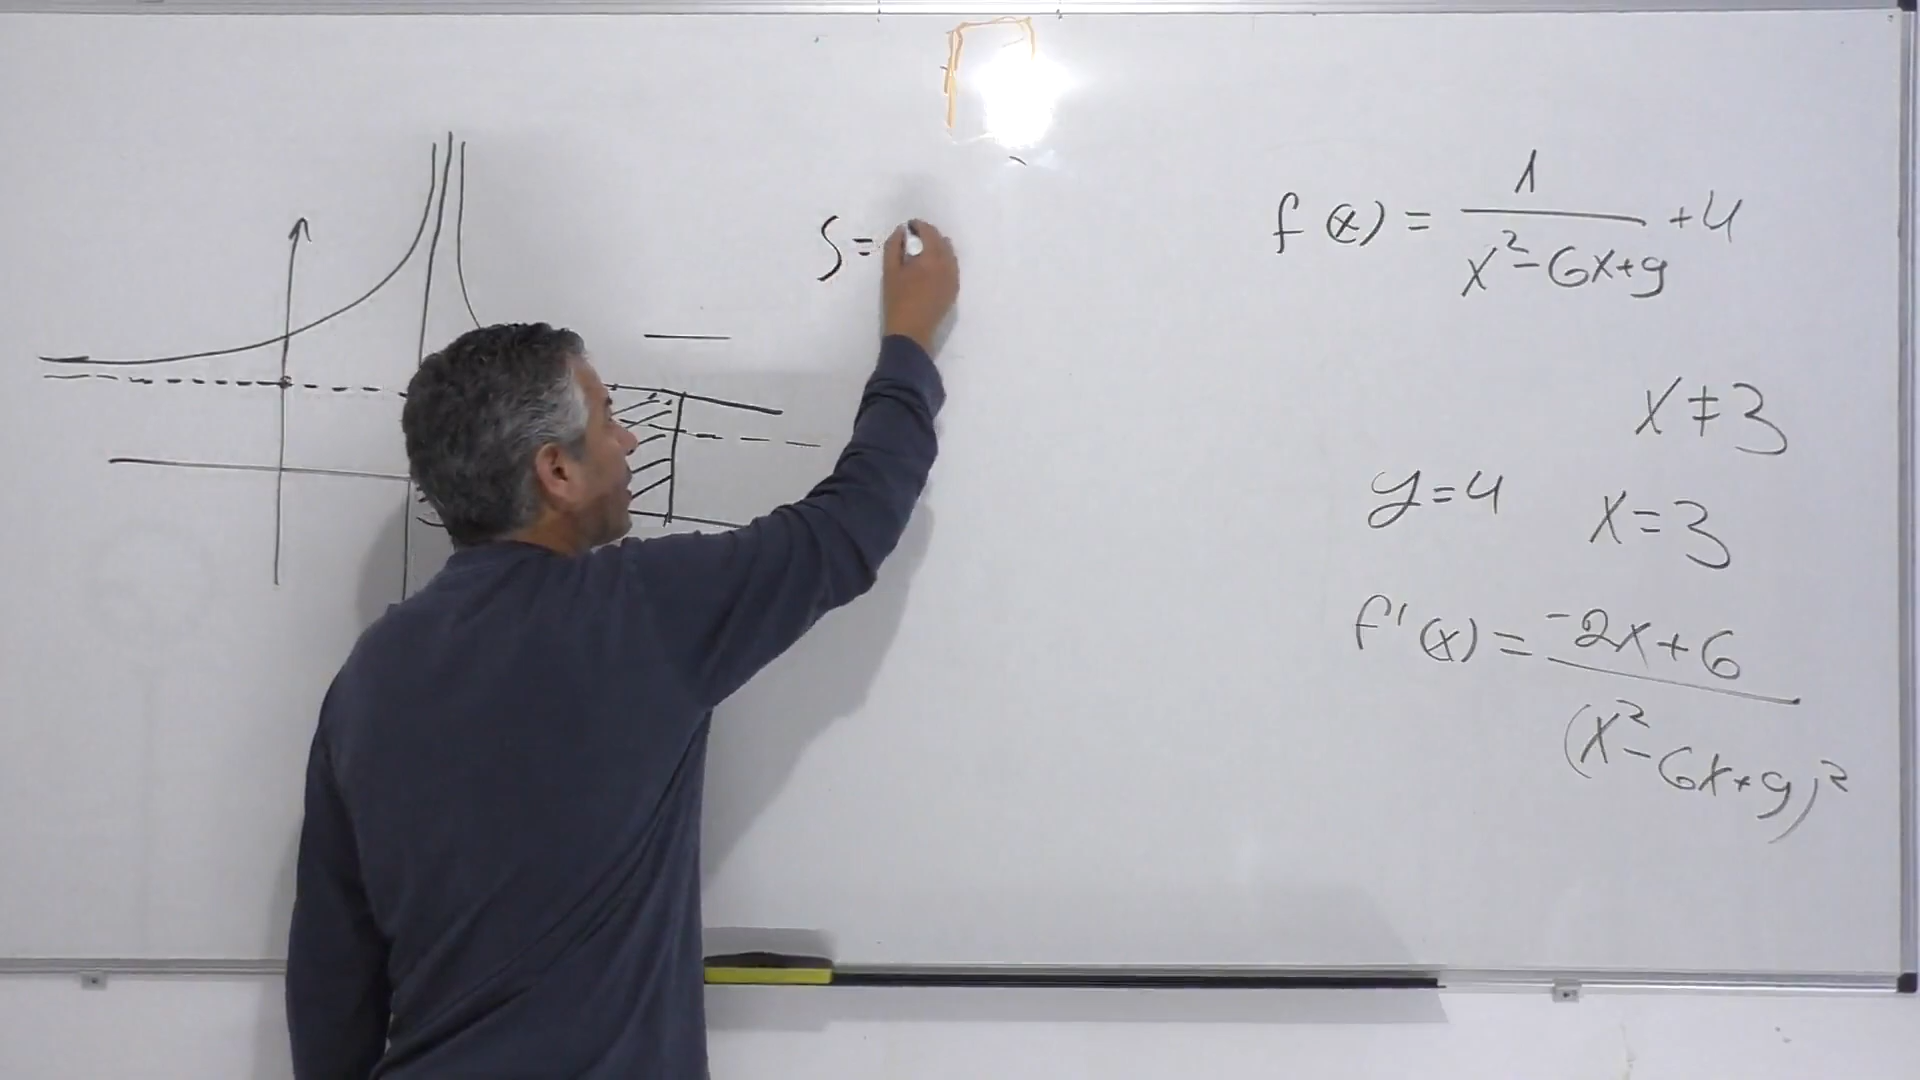 S=
f(x) = 1/(x²-6x+9) +4
x≠3
y=4 x=3
f'(x) = (-2x+6)/(x²-6x+9)²